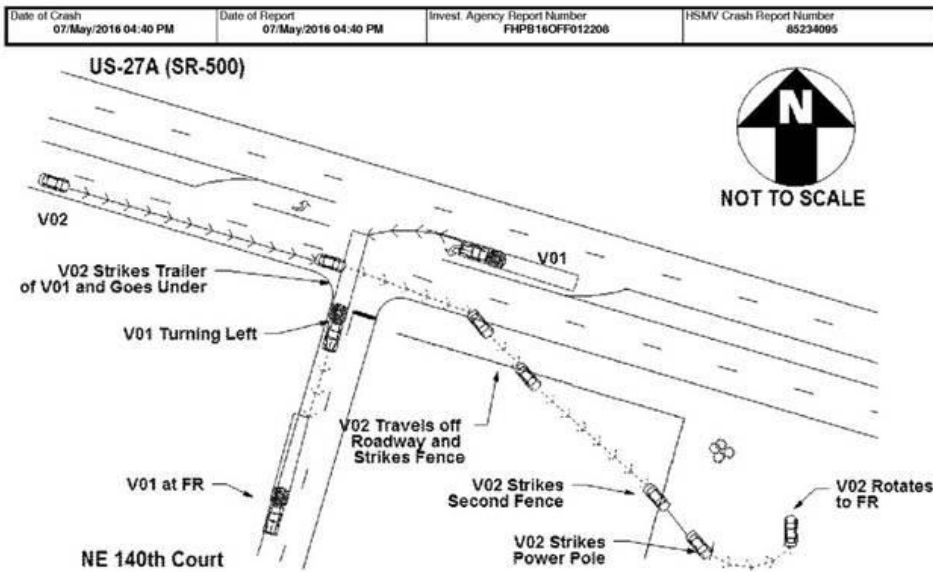 Date of Crash
07/May/2016 04:40 PM
Date of Report
07/May/2016 04:40 PM
Invest. Agency Report Number
FHPB16OFF012208
HSMV Crash Report Number
85234095
US-27A (SR-500)
N
NOT TO SCALE
V02
V01
V02 Strikes Trailer
of V01 and Goes Under
V01 Turning Left
V02 Travels off
Roadway and
Strikes Fence
V01 at FR
V02 Strikes
Second Fence
V02 Rotates
to FR
V02 Strikes
Power Pole
NE 140th Court